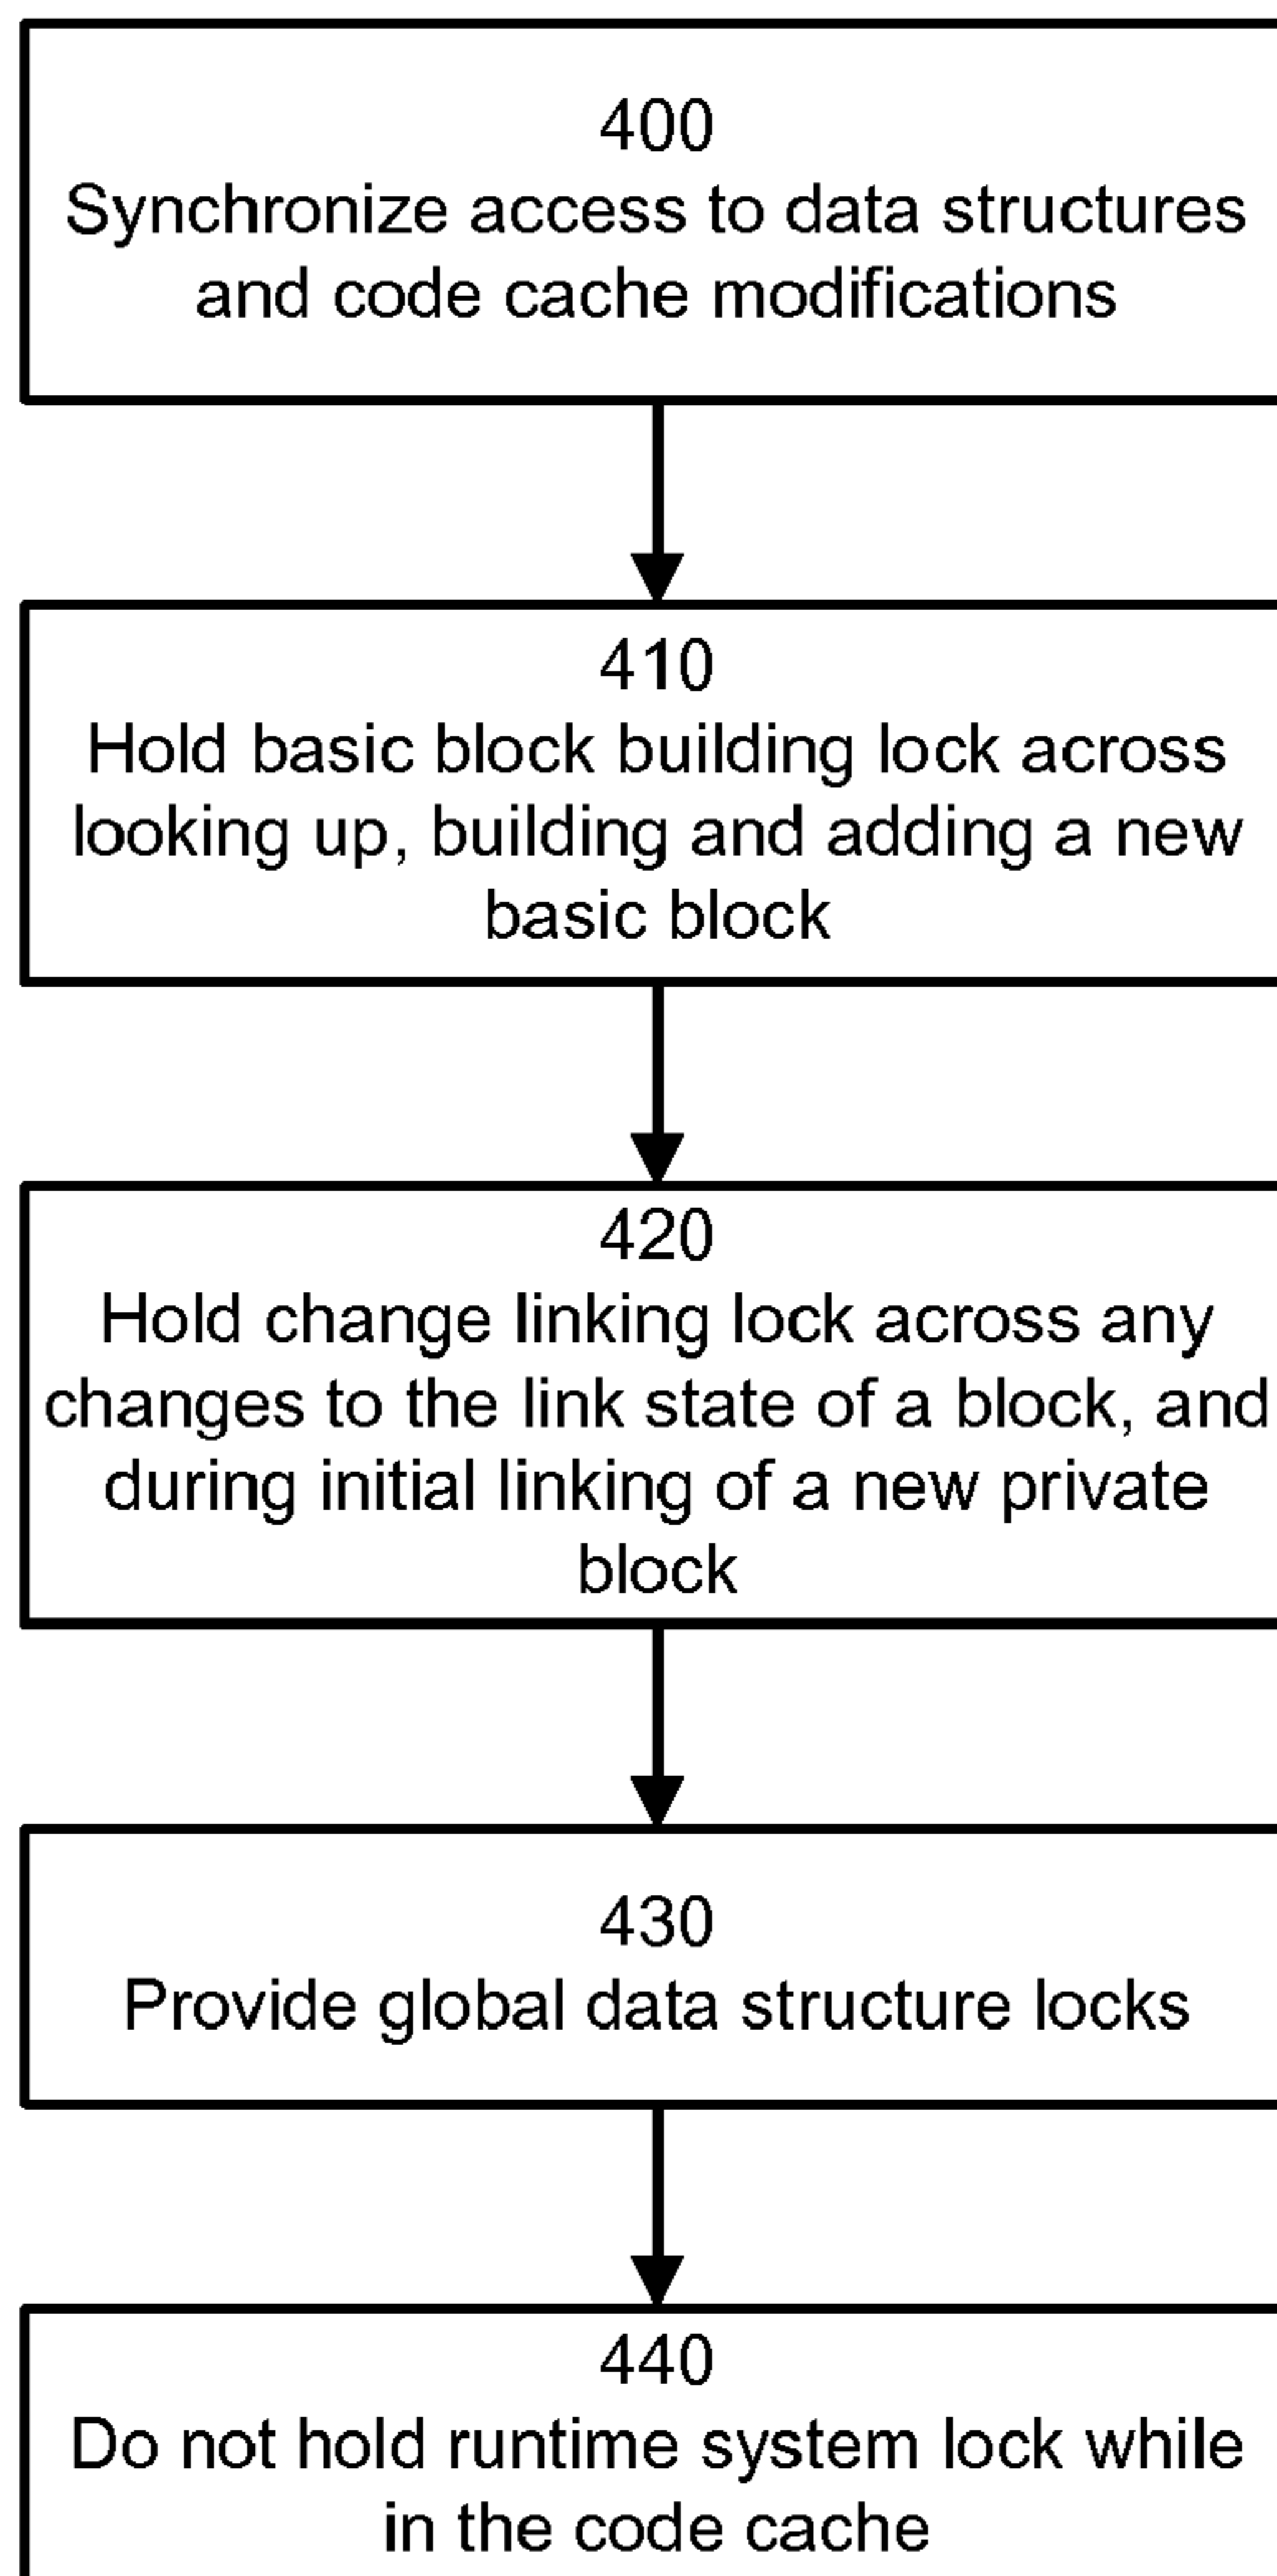 400
Synchronize access to data structures
and code cache modifications
410
Hold basic block building lock across
looking up, building and adding a new
basic block
420
Hold change linking lock across any
changes to the link state of a block, and
during initial linking of a new private
block
430
Provide global data structure locks
440
Do not hold runtime system lock while
in the code cache